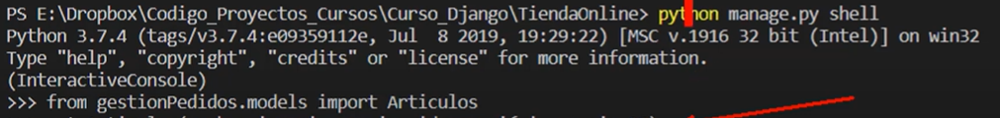 PS E:\Dropbox\Codigo_Proyectos_Cursos\Curso_Django\TiendaOnline> python manage.py shell
Python 3.7.4 (tags/v3.7.4:e09359112e, Jul  8 2019, 19:29:22) [MSC v.1916 32 bit (Intel)] on win32
Type "help", "copyright", "credits" or "license" for more information.
(InteractiveConsole)
>>> from gestionPedidos.models import Articulos